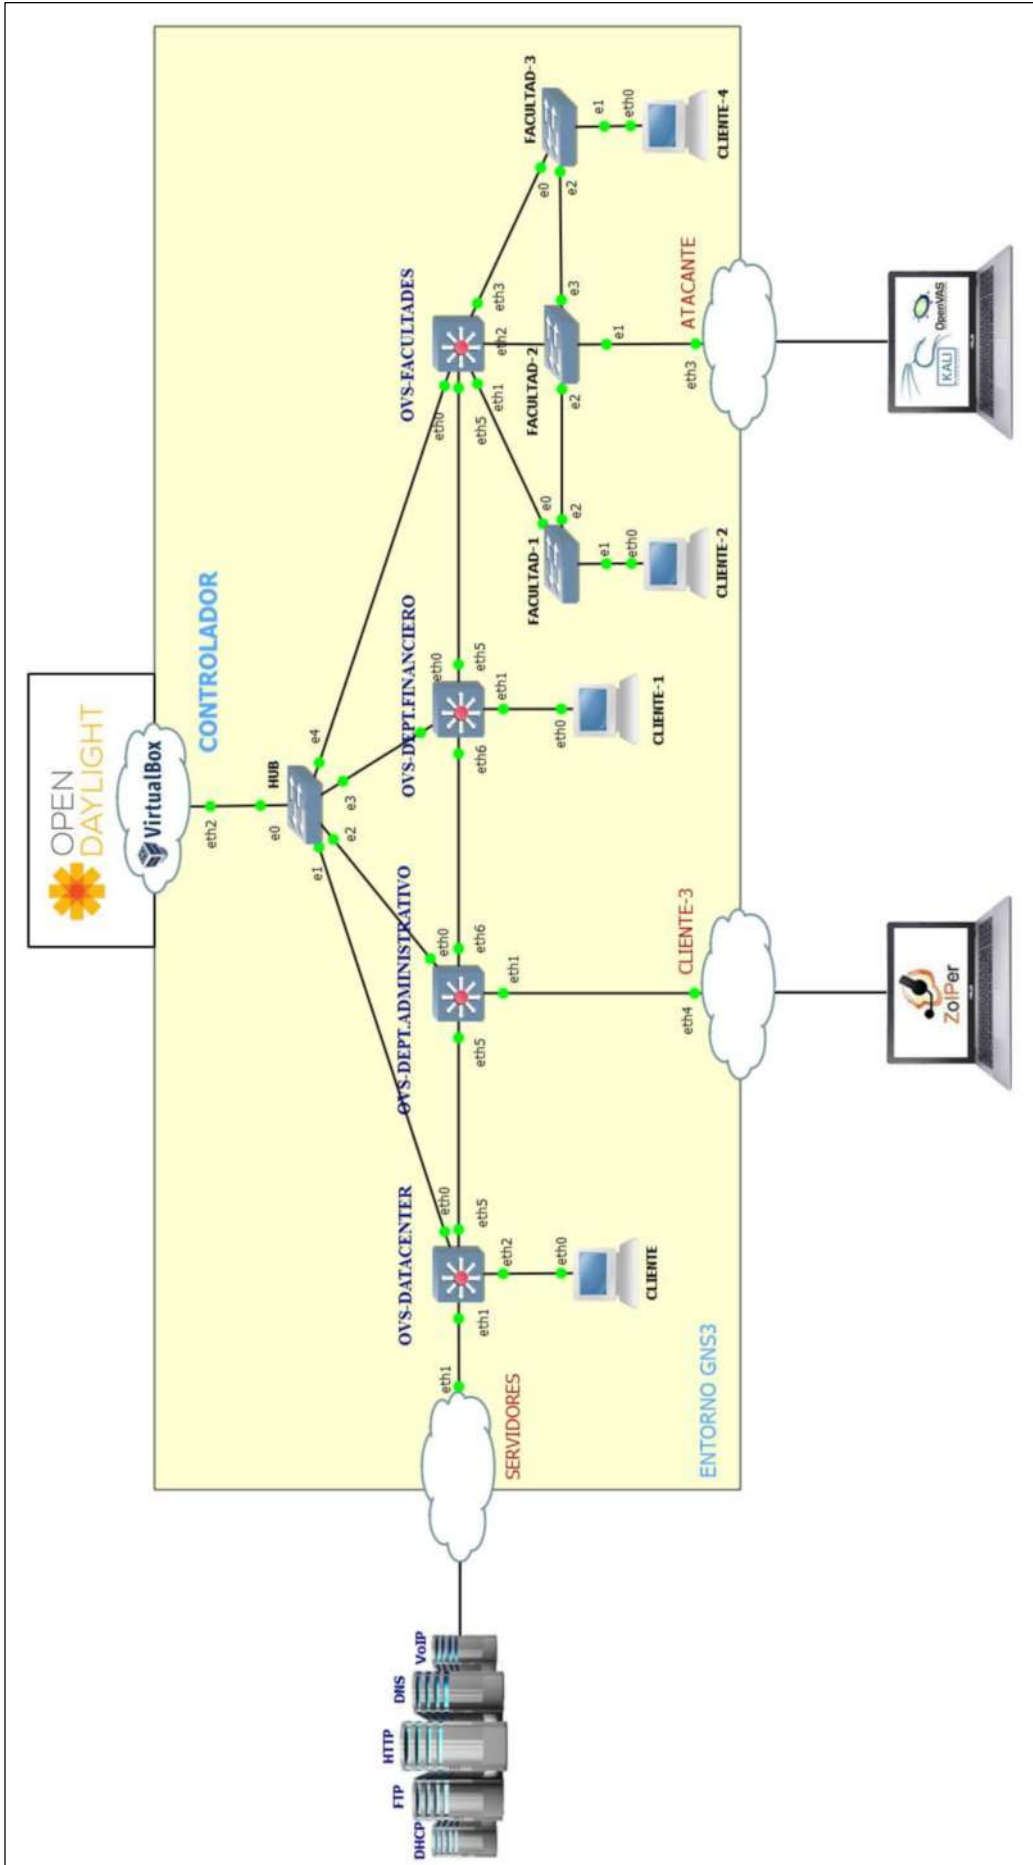 OPEN
DAYLIGHT
VirtualBox
CONTROLADOR
eth2
e0
HUB
e1
e2
e3
e4
OVS-DATACENTER
eth0
eth5
eth1
eth2
eth0
CLIENTE
OVS-DEPT.ADMINISTRATIVO
eth0
eth6
eth5
eth1
eth4
CLIENTE-3
ZoIPer
OVS-DEPT.FINANCIERO
eth0
eth5
eth6
eth1
eth0
CLIENTE-1
OVS-FACULTADES
eth0
eth5
eth1
eth2
eth3
FACULTAD-1
e0
e2
e1
eth0
CLIENTE-2
FACULTAD-2
e2
e3
e1
eth3
ATACANTE
KALI
OpenVAS
FACULTAD-3
e0
e2
e1
eth0
CLIENTE-4
eth1
SERVIDORES
ENTORNO GNS3
DHCP
FTP
HTTP
DNS
VoIP